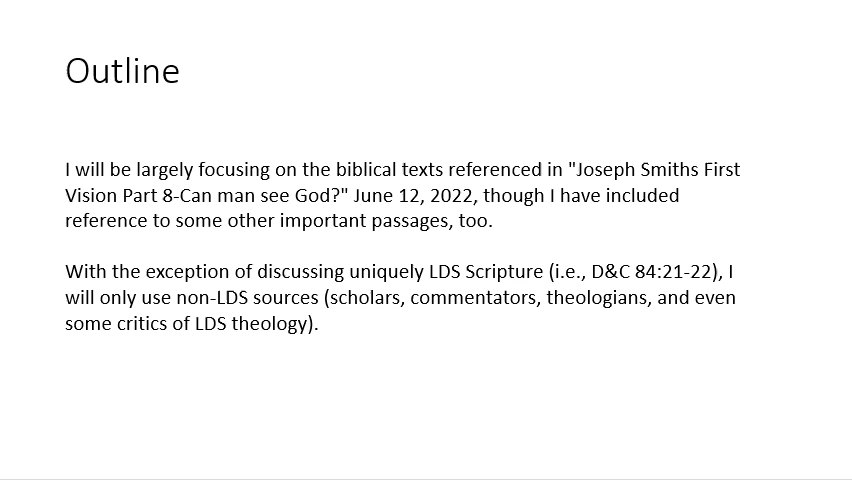 Outline
I will be largely focusing on the biblical texts referenced in "Joseph Smiths First
Vision Part 8-Can man see God?" June 12, 2022, though I have included
reference to some other important passages, too.
With the exception of discussing uniquely LDS Scripture (i.e., D&C 84:21-22), I
will only use non-LDS sources (scholars, commentators, theologians, and even
some critics of LDS theology).